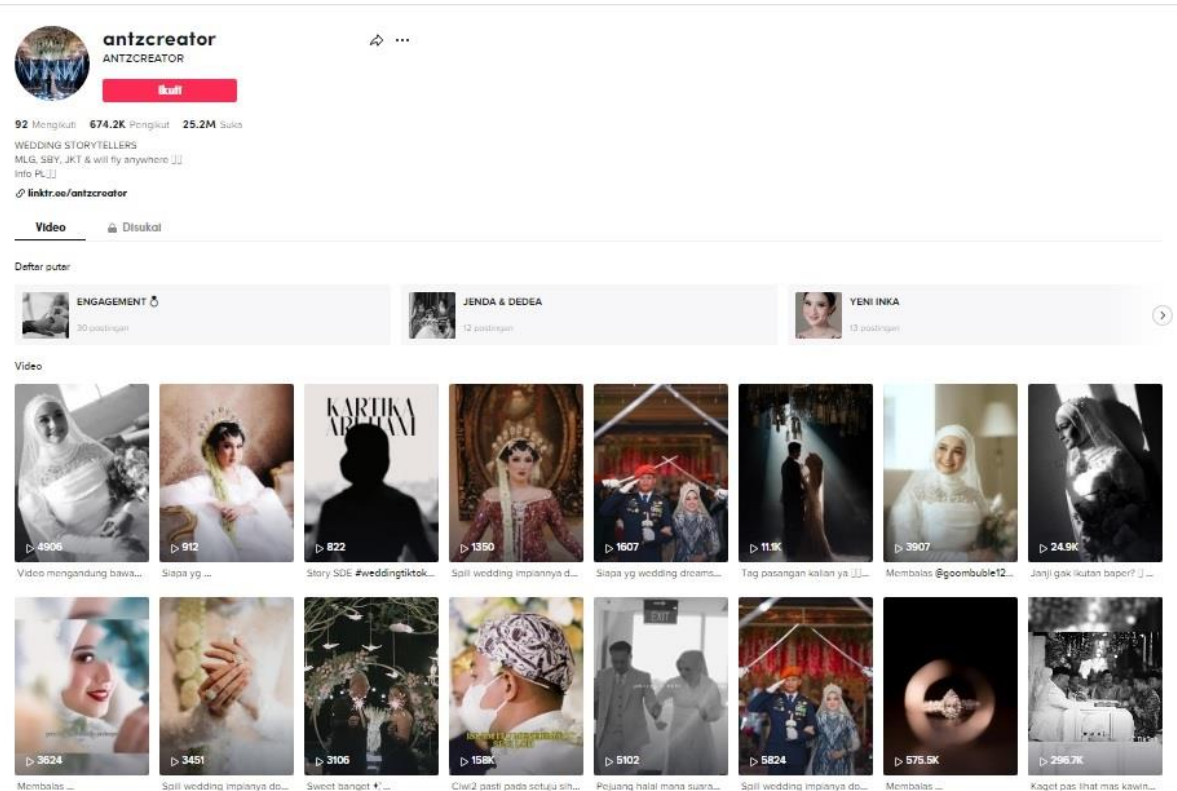 antzcreator
ANTZCREATOR
Ikuti
92 Mengikuti 674.2K Pengikut 25.2M Suka
WEDDING STORYTELLERS
MLG, SBY, JKT & will fly anywhere
Info PL
linktr.ee/antzcreator
Video Disukai
Daftar putar
ENGAGEMENT 💍
30 postingan
JENDA & DEDEA
12 postingan
YENI INKA
13 postingan
Video
KARTIKA
4906
912
822
1350
1607
11.1K
3907
24.9K
Video mengandung bawa...
Siapa yg ...
Story SDE #weddingtiktok...
Spill wedding impiannya d...
Siapa yg wedding dreams...
Tag pasangan kalian ya ...
Membalas @goombuble12...
Janji gak ikutan baper? ...
EXIT
3624
3451
3106
158K
5102
5824
575.5K
296.7K
Membalas ...
Spill wedding impianya do...
Sweet banget ...
Ciwi2 pasti pada setuju sih...
Pejuang halal mana suara...
Spill wedding impianya do...
Membalas ...
Kaget pas lihat mas kawin...